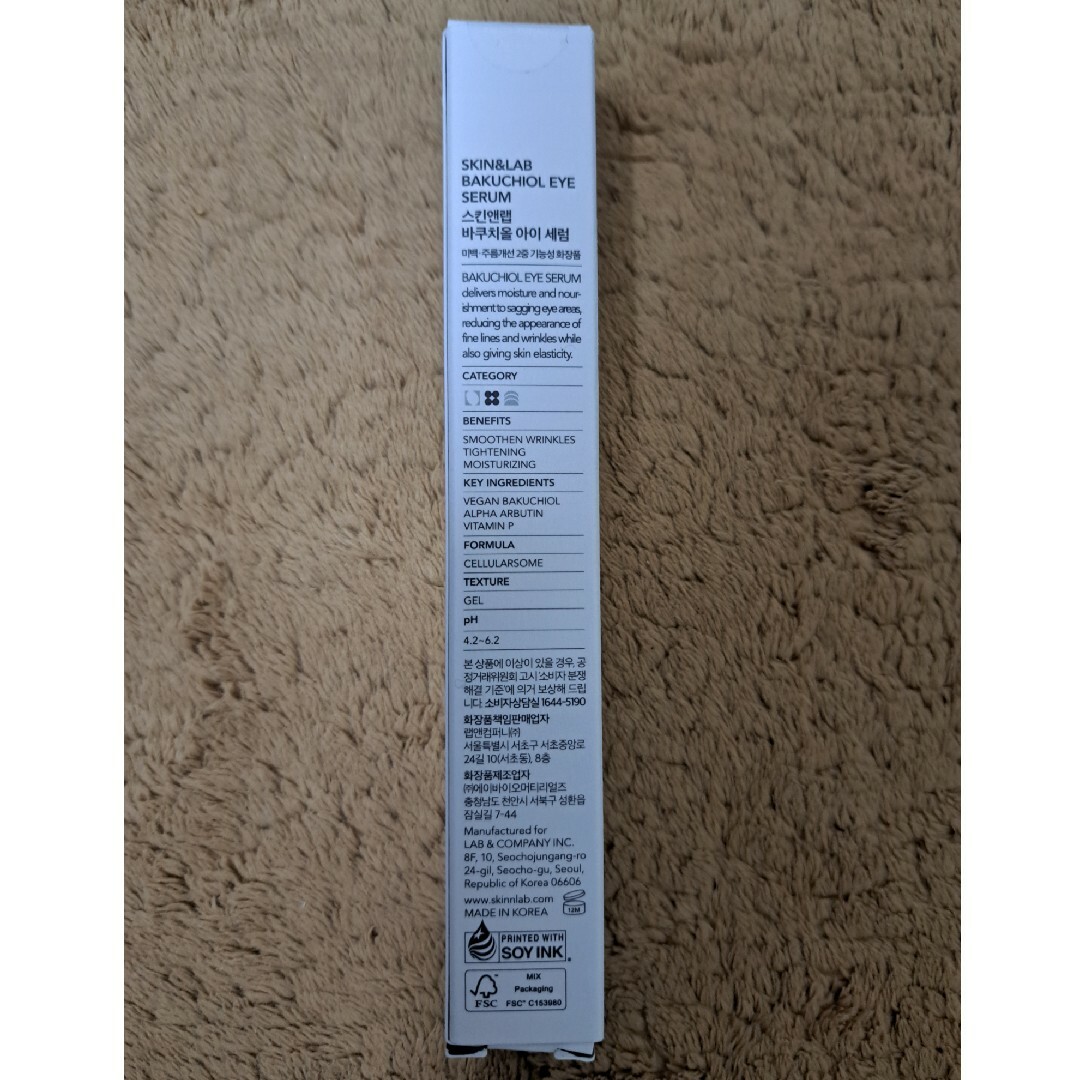 SKIN&LAB
BAKUCHIOL EYE
SERUM
스킨앤랩
바쿠치올 아이 세럼
미백·주름개선 2중 기능성 화장품
BAKUCHIOL EYE SERUM
delivers moisture and nour-
ishment to sagging eye areas,
reducing the appearance of
fine lines and wrinkles while
also giving skin elasticity.
CATEGORY
BENEFITS
SMOOTHEN WRINKLES
TIGHTENING
MOISTURIZING
KEY INGREDIENTS
VEGAN BAKUCHIOL
ALPHA ARBUTIN
VITAMIN P
FORMULA
CELLULARSOME
TEXTURE
GEL
pH
4.2~6.2
본 상품에 이상이 있을 경우, 공
정거래위원회 고시 '소비자 분쟁
해결 기준'에 의거 보상해 드립
니다. 소비자상담실 1644-5190
화장품책임판매업자
랩앤컴퍼니㈜
서울특별시 서초구 서초중앙로
24길 10(서초동), 8층
화장품제조업자
㈜에이바이오머티리얼즈
충청남도 천안시 서북구 성환읍
잠실길 7-44
Manufactured for
LAB & COMPANY INC.
8F, 10, Seochojungang-ro
24-gil, Seocho-gu, Seoul,
Republic of Korea 06606
www.skinnlab.com
MADE IN KOREA
12M
PRINTED WITH
SOY INK
FSC
MIX
Packaging
FSC® C153980